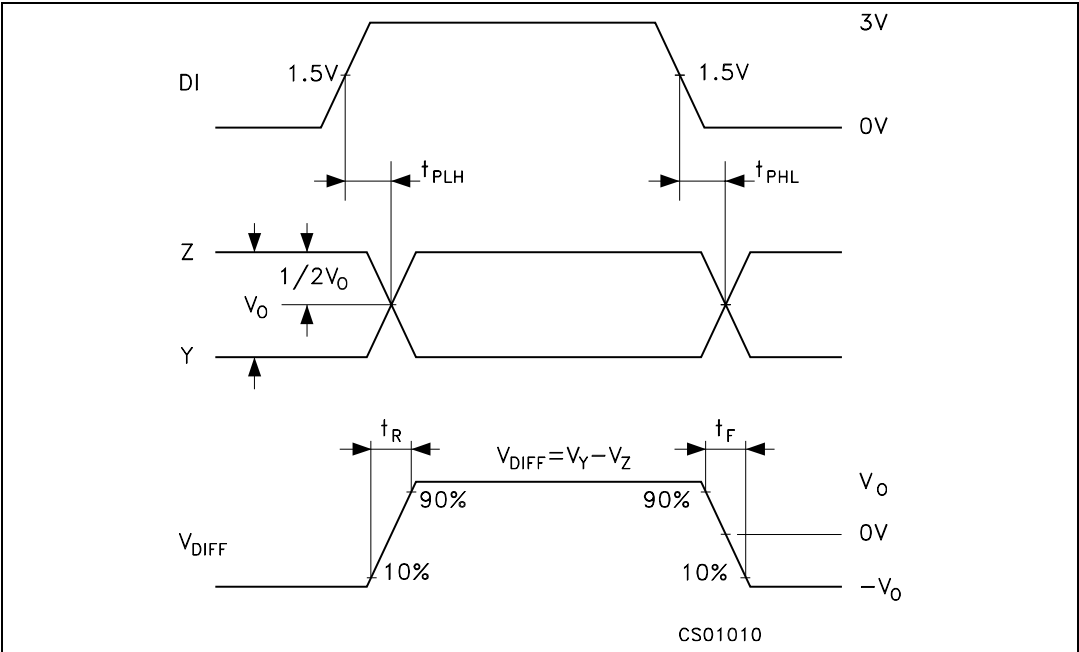 3V
1.5V
1.5V
DI
0V
tPLH
tPHL
Z
1/2VO
VO
Y
tR
tF
VDIFF=VY−VZ
VO
90%
90%
0V
VDIFF
10%
10%
−VO
CS01010